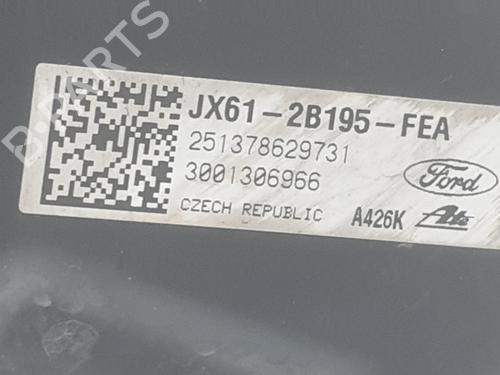 B-PARTS
JX61-2B195-FEA
251378629731
3001306966
CZECH REPUBLIC A426K Ate
Ford